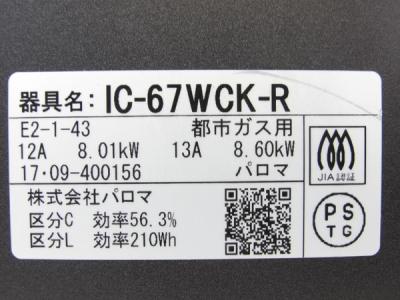 器具名: IC-67WCK-R
E2-1-43 都市ガス用
12A 8.01kW 13A 8.60kW
17・09-400156 パロマ
JIA認証
株式会社パロマ
区分C 効率56.3%
区分L 効率210Wh
PS
TG